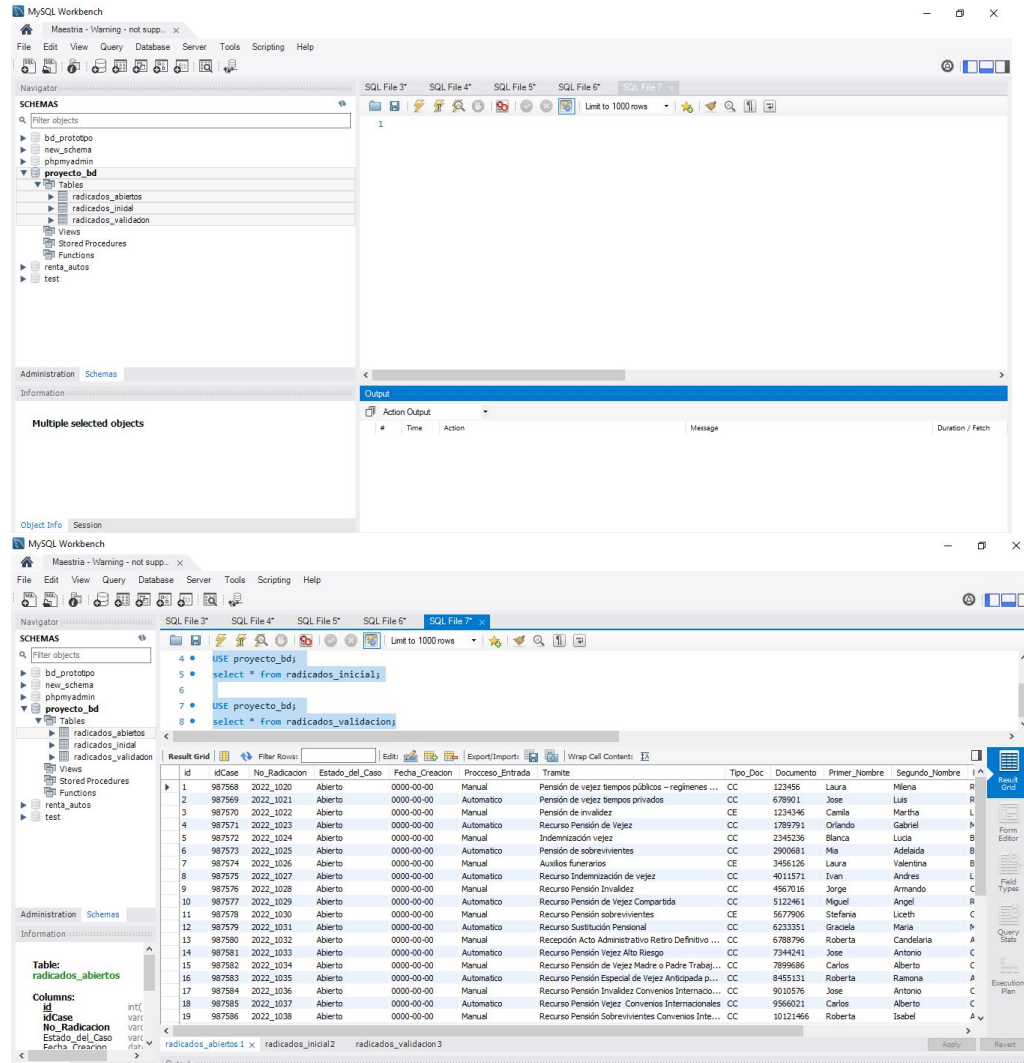 MySQL Workbench
Maestria - Warning - not supp... ×
File Edit View Query Database Server Tools Scripting Help
Navigator
SQL File 3* SQL File 4* SQL File 5* SQL File 6* SQL File 7 ×
SCHEMAS
Limit to 1000 rows
Filter objects
1
bd_prototipo
new_schema
phpmyadmin
proyecto_bd
Tables
radicados_abiertos
radicados_inicial
radicados_validacion
Views
Stored Procedures
Functions
renta_autos
test
Administration Schemas
Information
Output
Action Output
# Time Action Message Duration / Fetch
Multiple selected objects
Object Info Session
MySQL Workbench
Maestria - Warning - not supp... ×
File Edit View Query Database Server Tools Scripting Help
Navigator
SQL File 3* SQL File 4* SQL File 5* SQL File 6* SQL File 7* ×
SCHEMAS
Limit to 1000 rows
Filter objects
bd_prototipo
new_schema
phpmyadmin
proyecto_bd
Tables
radicados_abiertos
radicados_inicial
radicados_validacion
Views
Stored Procedures
Functions
renta_autos
test
4 USE proyecto_bd;
5 select * from radicados_inicial;
6
7 USE proyecto_bd;
8 select * from radicados_validacion;
Result Grid Filter Rows: Edit: Export/Import: Wrap Cell Content:
id idCase No_Radicacion Estado_del_Caso Fecha_Creacion Procceso_Entrada Tramite Tipo_Doc Documento Primer_Nombre Segundo_Nombre
1 987568 2022_1020 Abierto 0000-00-00 Manual Pensión de vejez tiempos públicos – regímenes ... CC 123456 Laura Milena R
2 987569 2022_1021 Abierto 0000-00-00 Automatico Pensión de vejez tiempos privados CC 678901 Jose Luis R
3 987570 2022_1022 Abierto 0000-00-00 Manual Pensión de invalidez CE 1234346 Camila Martha L
4 987571 2022_1023 Abierto 0000-00-00 Automatico Recurso Pensión de Vejez CC 1789791 Orlando Gabriel M
5 987572 2022_1024 Abierto 0000-00-00 Manual Indemnización vejez CC 2345236 Blanca Lucia B
6 987573 2022_1025 Abierto 0000-00-00 Automatico Pensión de sobrevivientes CC 2900681 Mia Adelaida B
7 987574 2022_1026 Abierto 0000-00-00 Manual Auxilios funerarios CE 3456126 Laura Valentina B
8 987575 2022_1027 Abierto 0000-00-00 Automatico Recurso Indemnización de vejez CC 4011571 Ivan Andres L
9 987576 2022_1028 Abierto 0000-00-00 Manual Recurso Pensión Invalidez CC 4567016 Jorge Armando C
10 987577 2022_1029 Abierto 0000-00-00 Automatico Recurso Pensión de Vejez Compartida CC 5122461 Miguel Angel R
11 987578 2022_1030 Abierto 0000-00-00 Manual Recurso Pensión sobrevivientes CE 5677906 Stefania Liceth C
12 987579 2022_1031 Abierto 0000-00-00 Automatico Recurso Sustitución Pensional CC 6233351 Graciela Maria M
13 987580 2022_1032 Abierto 0000-00-00 Manual Recepción Acto Administrativo Retiro Definitivo ... CC 6788796 Roberta Candelaria A
14 987581 2022_1033 Abierto 0000-00-00 Automatico Recurso Pensión Vejez Alto Riesgo CC 7344241 Jose Antonio C
15 987582 2022_1034 Abierto 0000-00-00 Manual Recurso Pensión de Vejez Madre o Padre Trabaj... CC 7899686 Carlos Alberto C
16 987583 2022_1035 Abierto 0000-00-00 Automatico Recurso Pensión Especial de Vejez Anticipada p... CC 8455131 Roberta Ramona A
17 987584 2022_1036 Abierto 0000-00-00 Manual Recurso Pensión Invalidez Convenios Internacio... CC 9010576 Jose Antonio C
18 987585 2022_1037 Abierto 0000-00-00 Automatico Recurso Pensión Vejez Convenios Internacionales CC 9566021 Carlos Alberto C
19 987586 2022_1038 Abierto 0000-00-00 Manual Recurso Pensión Sobrevivientes Convenios Inte... CC 10121466 Roberta Isabel A
Result Grid
Form Editor
Field Types
Query Stats
Execution Plan
Administration Schemas
Information
Table:
radicados_abiertos
Columns:
id int(
idCase varc
No_Radicacion varc
Estado_del_Caso varc
Fecha_Creacion dat
radicados_abiertos 1 × radicados_inicial 2 radicados_validacion 3
Apply Revert